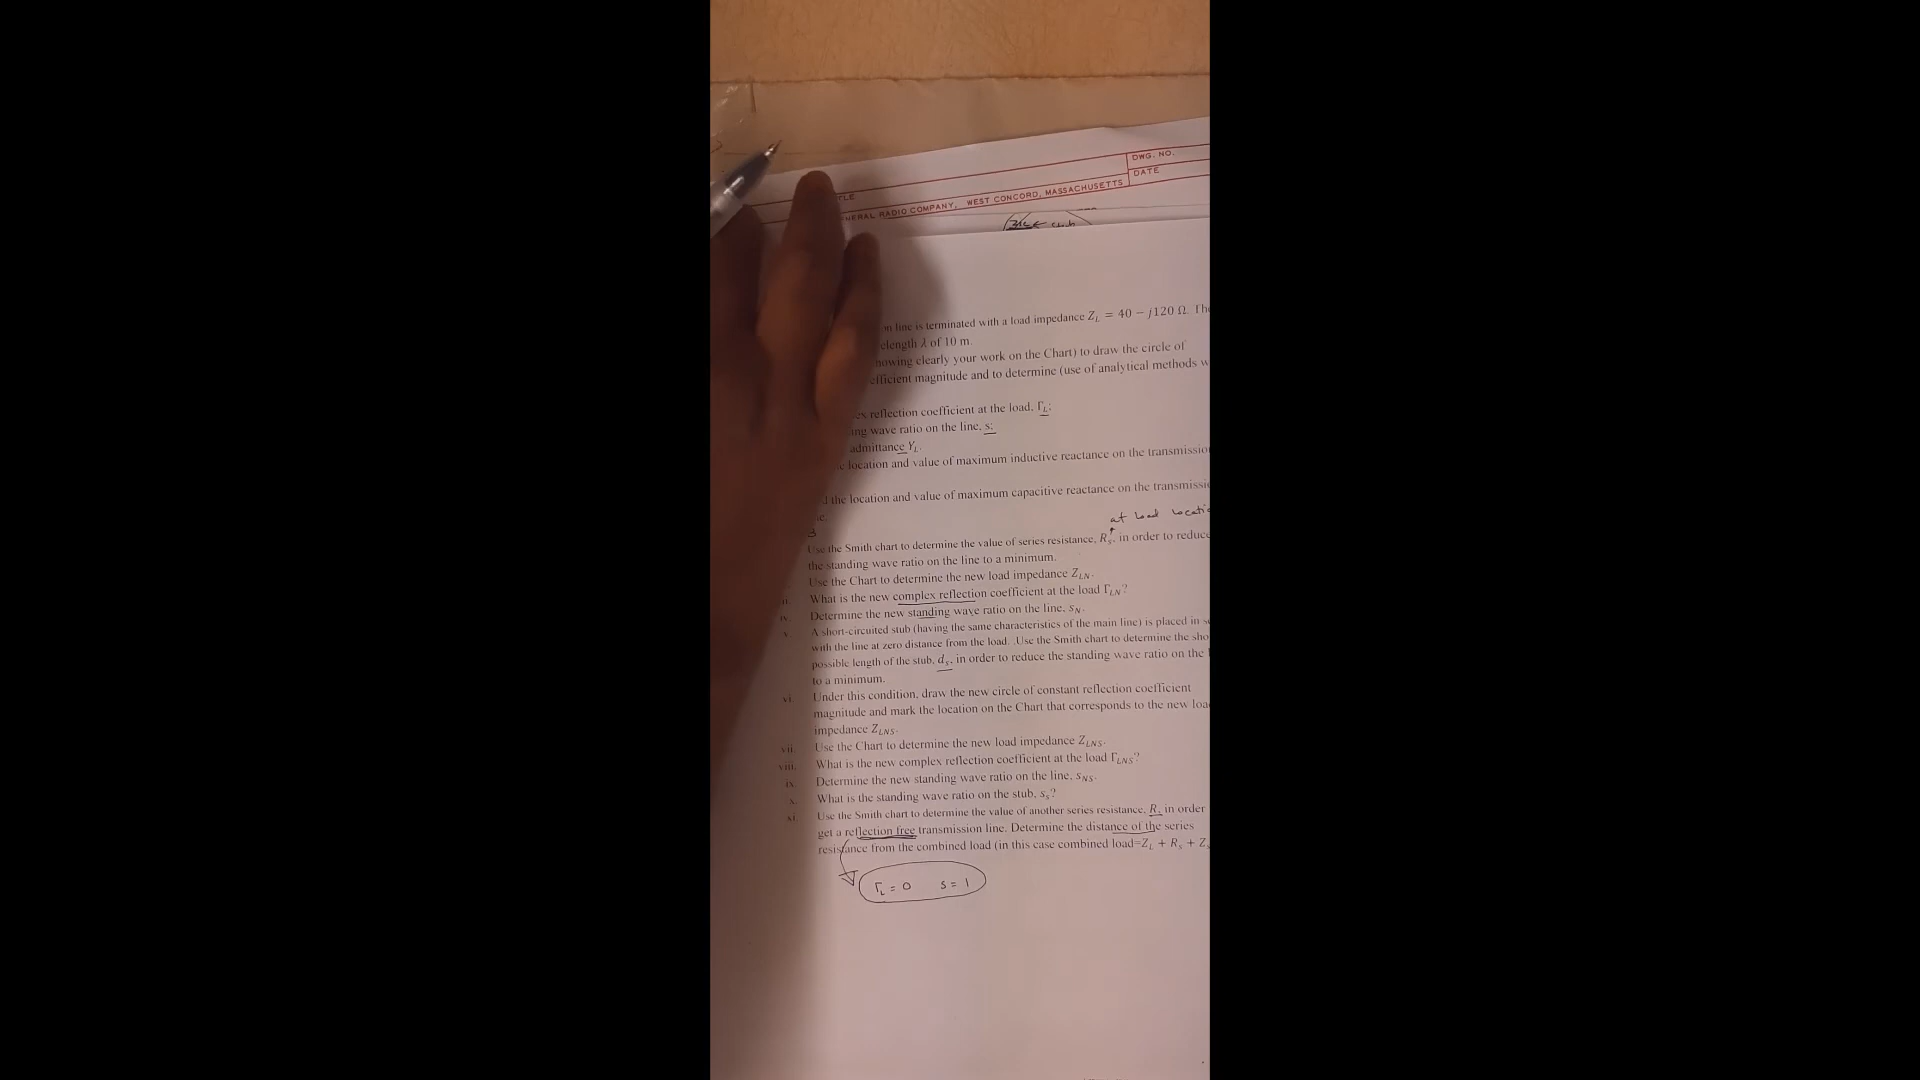 DWG. NO.
DATE
RADIO COMPANY, WEST CONCORD, MASSACHUSETTS
line is terminated with a load impedance Z_L = 40 − j120 Ω. The
λ of 10 m.
clearly your work on the Chart) to draw the circle of
magnitude and to determine (use of analytical methods
reflection coefficient at the load, Γ_L;
wave ratio on the line, s;
admittance Y_L.
location and value of maximum inductive reactance on the
the location and value of maximum capacitive reactance on the
at load
Use the Smith chart to determine the value of series resistance, R_s, in order to reduce
the standing wave ratio on the line to a minimum.
Use the Chart to determine the new load impedance Z_LN.
What is the new complex reflection coefficient at the load Γ_LN?
iv. Determine the new standing wave ratio on the line, s_N.
v. A short-circuited stub (having the same characteristics of the main line) is placed in
with the line at zero distance from the load. Use the Smith chart to determine the
possible length of the stub, d_s, in order to reduce the standing wave ratio on the
to a minimum.
vi. Under this condition, draw the new circle of constant reflection coefficient
magnitude and mark the location on the Chart that corresponds to the new
impedance Z_LNS.
vii. Use the Chart to determine the new load impedance Z_LNS.
viii. What is the new complex reflection coefficient at the load Γ_LNS?
ix. Determine the new standing wave ratio on the line, s_NS.
x. What is the standing wave ratio on the stub, s_s?
xi. Use the Smith chart to determine the value of another series resistance, R, in order
get a reflection free transmission line. Determine the distance of the series
resistance from the combined load (in this case combined load=Z_L + R_s +
Γ_L = 0 S = 1